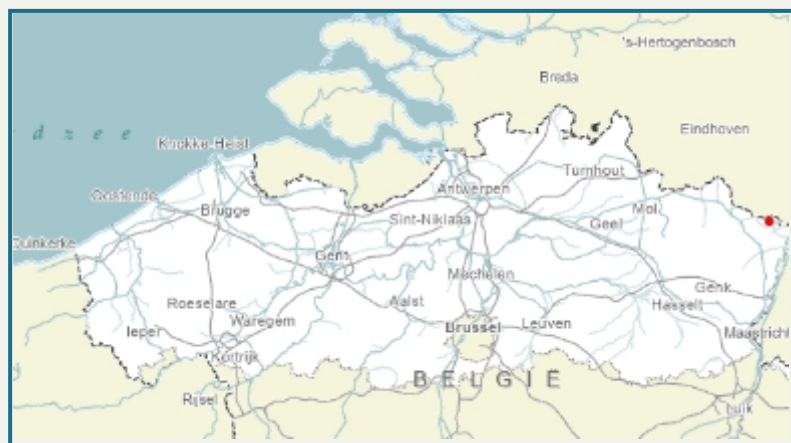 's-Hertogenbosch
Breda
dzee
Eindhoven
Knokke-Heist
Turnhout
Antwerpen
Oostende
Mol
Brugge
Sint-Niklaas
Geel
Duinkerke
Gent
Mechelen
Genk
Roeselare
Aalst
Hasselt
Ieper
Waregem
Brussel
Leuven
Maastricht
Kortrijk
BELGIË
Rijsel
Luik